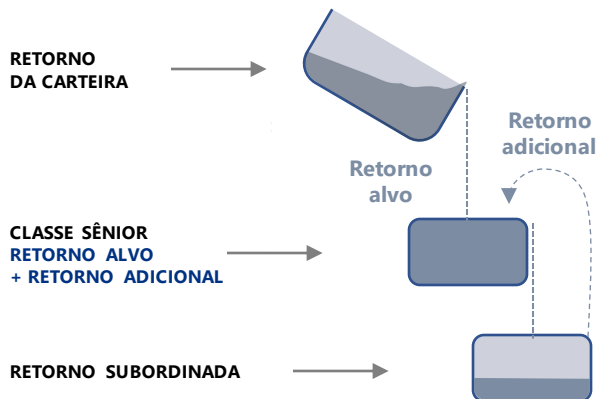 RETORNO
DA CARTEIRA
Retorno
adicional
Retorno
alvo
CLASSE SÊNIOR
RETORNO ALVO
+ RETORNO ADICIONAL
RETORNO SUBORDINADA